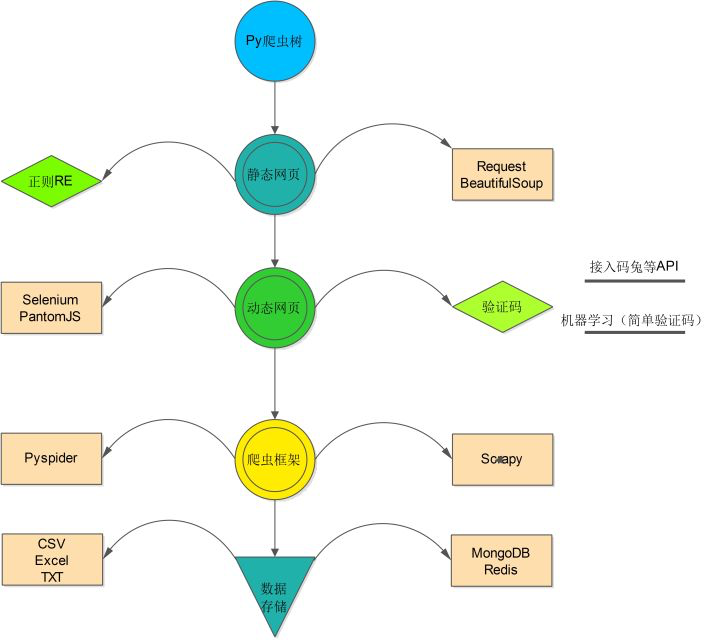 Py爬虫树
静态网页
正则RE
Request
BeautifulSoup
动态网页
Selenium
PantomJS
验证码
接入码兔等API
机器学习（简单验证码）
爬虫框架
Pyspider
Scrapy
CSV
Excel
TXT
数据
存储
MongoDB
Redis